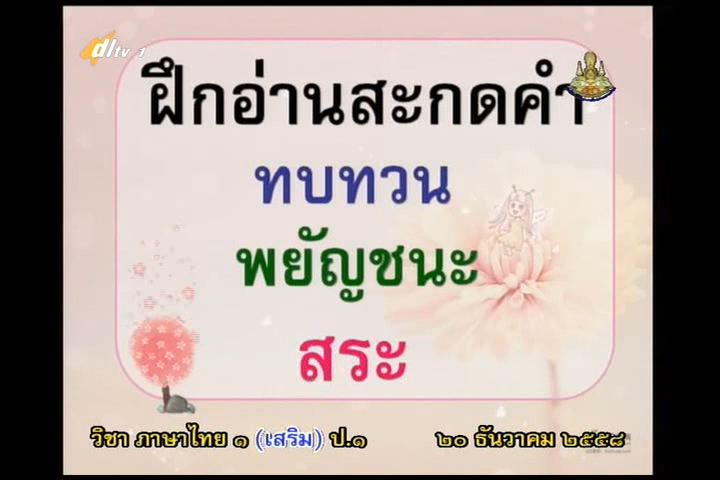 dltv 1
ฝึกอ่านสะกดคำ
ทบทวน
พยัญชนะ
สระ
วิชา ภาษาไทย ๑ (เสริม) ป.๑ ๒๐ ธันวาคม ๒๕๕๘